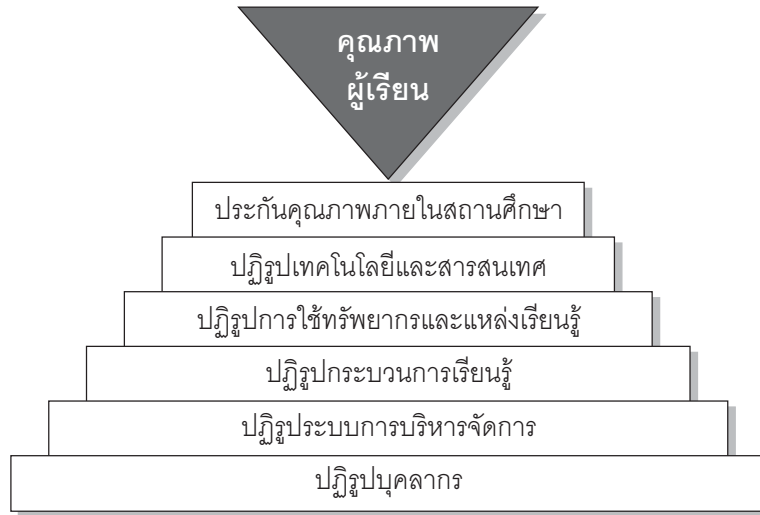 คุณภาพ
ผู้เรียน
ประกันคุณภาพภายในสถานศึกษา
ปฏิรูปเทคโนโลยีและสารสนเทศ
ปฏิรูปการใช้ทรัพยากรและแหล่งเรียนรู้
ปฏิรูปกระบวนการเรียนรู้
ปฏิรูประบบการบริหารจัดการ
ปฏิรูปบุคลากร